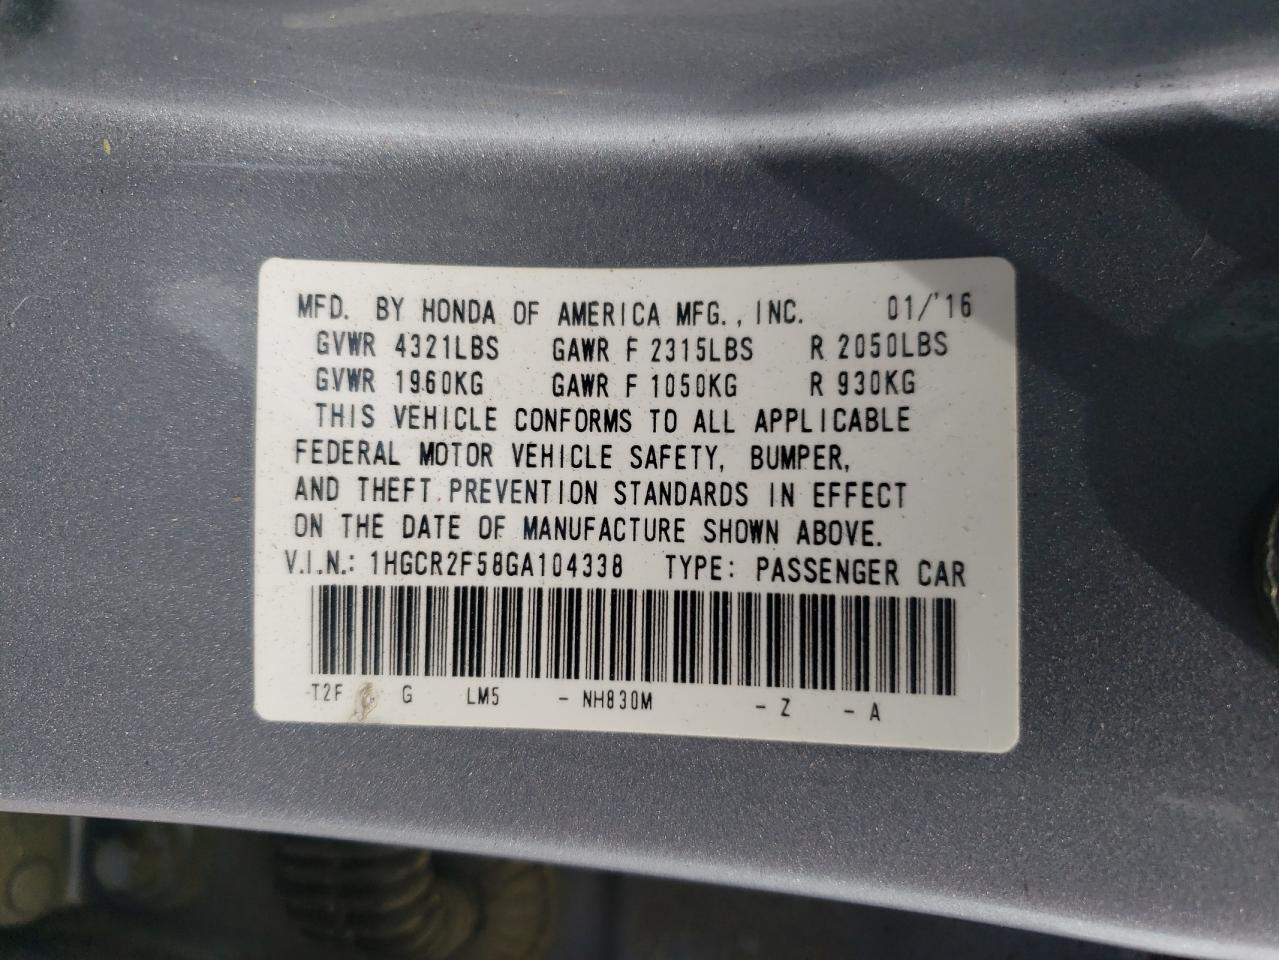 MFD. BY HONDA OF AMERICA MFG., INC. 01/'16
GVWR 4321LBS GAWR F 2315LBS R 2050LBS
GVWR 1960KG GAWR F 1050KG R 930KG
THIS VEHICLE CONFORMS TO ALL APPLICABLE
FEDERAL MOTOR VEHICLE SAFETY, BUMPER,
AND THEFT PREVENTION STANDARDS IN EFFECT
ON THE DATE OF MANUFACTURE SHOWN ABOVE.
V.I.N.: 1HGCR2F58GA104338 TYPE: PASSENGER CAR
T2F G LM5 - NH830M - Z - A